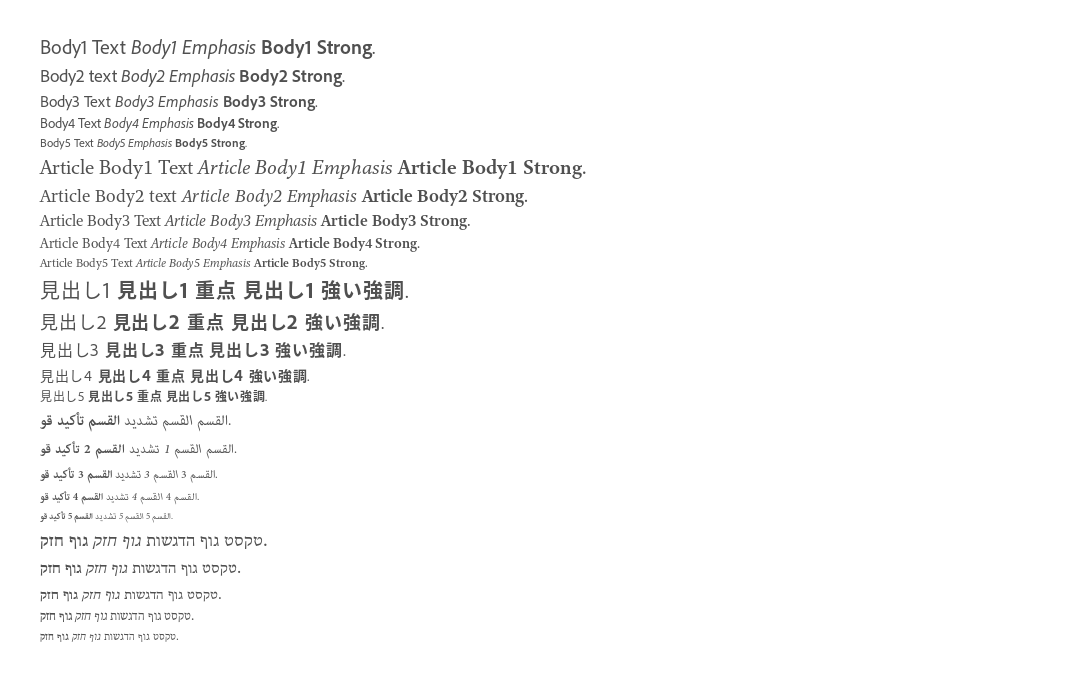 Body1 Text Body1 Emphasis Body1 Strong.
Body2 text Body2 Emphasis Body2 Strong.
Body3 Text Body3 Emphasis Body3 Strong.
Body4 Text Body4 Emphasis Body4 Strong.
Body5 Text Body5 Emphasis Body5 Strong.
Article Body1 Text Article Body1 Emphasis Article Body1 Strong.
Article Body2 text Article Body2 Emphasis Article Body2 Strong.
Article Body3 Text Article Body3 Emphasis Article Body3 Strong.
Article Body4 Text Article Body4 Emphasis Article Body4 Strong.
Article Body5 Text Article Body5 Emphasis Article Body5 Strong.
見出し1 見出し1 重点 見出し1 強い強調.
見出し2 見出し2 重点 見出し2 強い強調.
見出し3 見出し3 重点 見出し3 強い強調.
見出し4 見出し4 重点 見出し4 強い強調.
見出し5 見出し5 重点 見出し5 強い強調.
القسم القسم تشديد القسم تأكيد قو.
القسم القسم 1 تشديد القسم 2 تأكيد قو.
القسم 3 القسم 3 تشديد القسم 3 تأكيد قو.
القسم 4 القسم 4 تشديد القسم 4 تأكيد قو.
القسم 5 القسم 5 تشديد القسم 5 تأكيد قو.
טקסט גוף הדגשות גוף חזק גוף חזק.
טקסט גוף הדגשות גוף חזק גוף חזק.
טקסט גוף הדגשות גוף חזק גוף חזק.
טקסט גוף הדגשות גוף חזק גוף חזק.
טקסט גוף הדגשות גוף חזק גוף חזק.